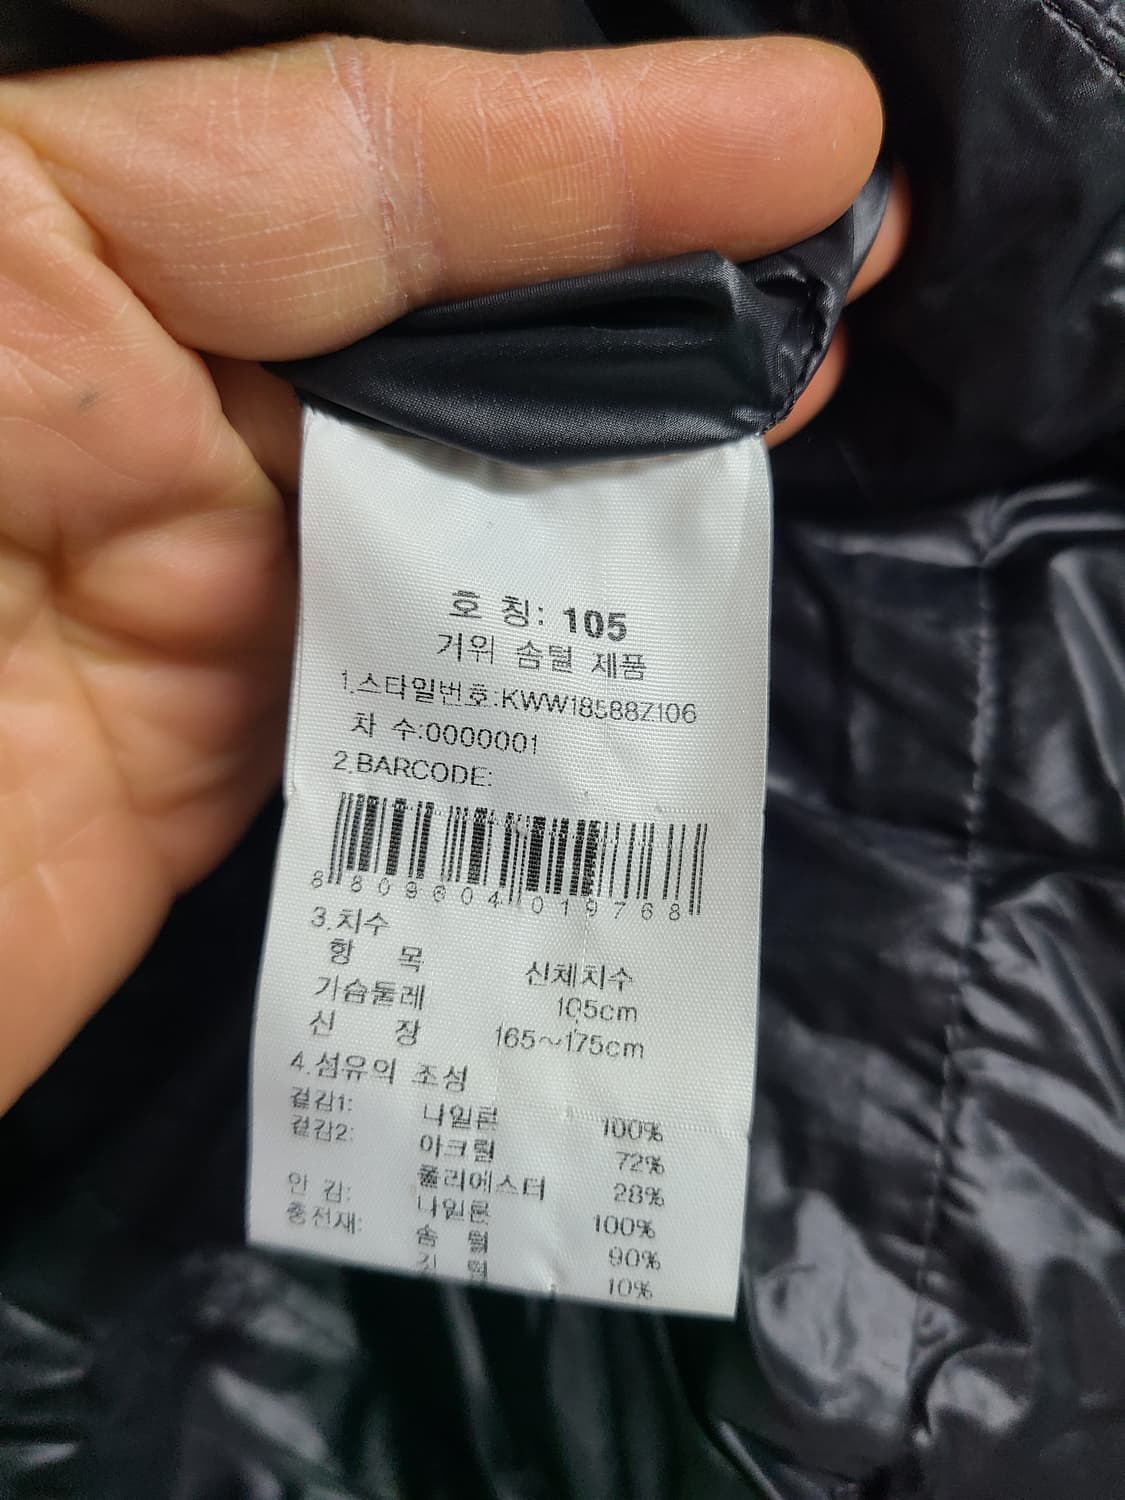 호 칭: 105
거위 솜털 제품
1.스타일번호:KWW18588Z106
차 수:0000001
2.BARCODE:
8 809604 019768
3.치수
항 목 신체치수
가슴둘레 105cm
신 장 165~175cm
4.섬유의 조성
겉감1: 나일론 100%
겉감2: 아크릴 72%
폴리에스터 28%
안 감: 나일론 100%
충전재: 솜 털 90%
깃 털 10%